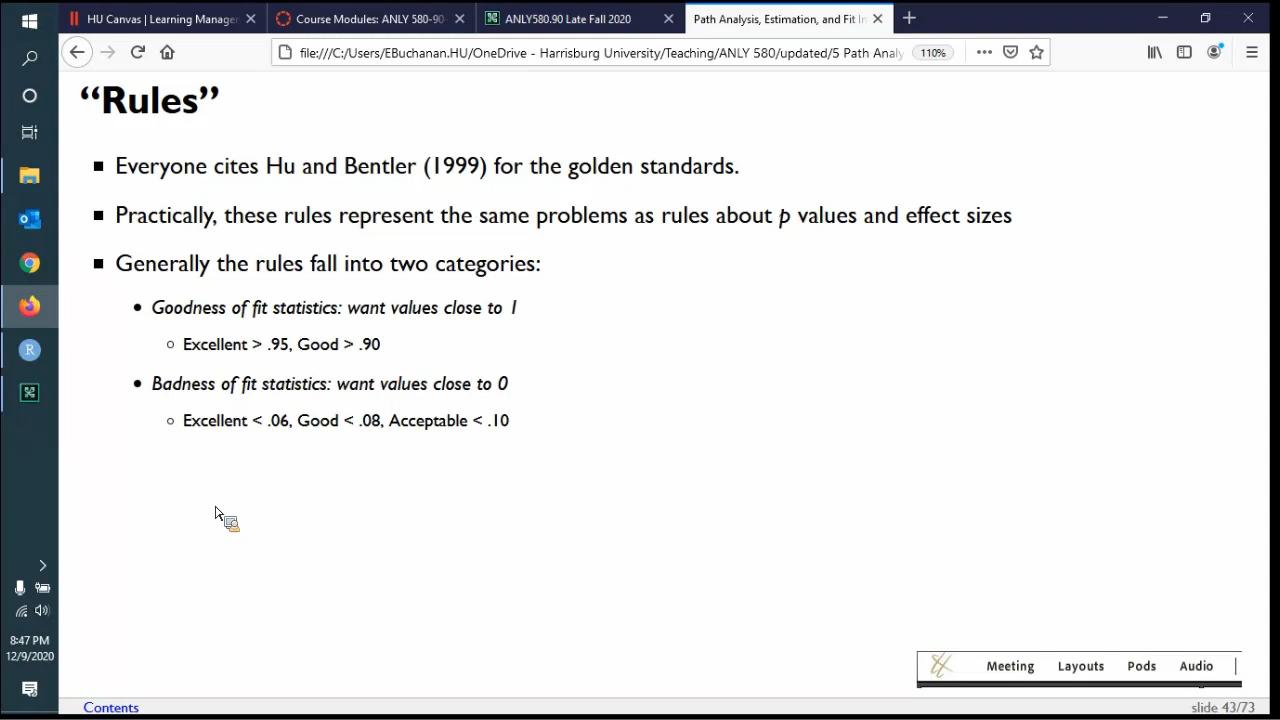 HU Canvas | Learning Manage
Course Modules: ANLY 580-90-
ANLY580.90 Late Fall 2020
Path Analysis, Estimation, and Fit In
file:///C:/Users/EBuchanan.HU/OneDrive - Harrisburg University/Teaching/ANLY 580/updated/5 Path Analy
110%
“Rules”
Everyone cites Hu and Bentler (1999) for the golden standards.
Practically, these rules represent the same problems as rules about p values and effect sizes
Generally the rules fall into two categories:
Goodness of fit statistics: want values close to 1
Excellent > .95, Good > .90
Badness of fit statistics: want values close to 0
Excellent < .06, Good < .08, Acceptable < .10
8:47 PM
12/9/2020
Meeting Layouts Pods Audio
Contents
slide 43/73